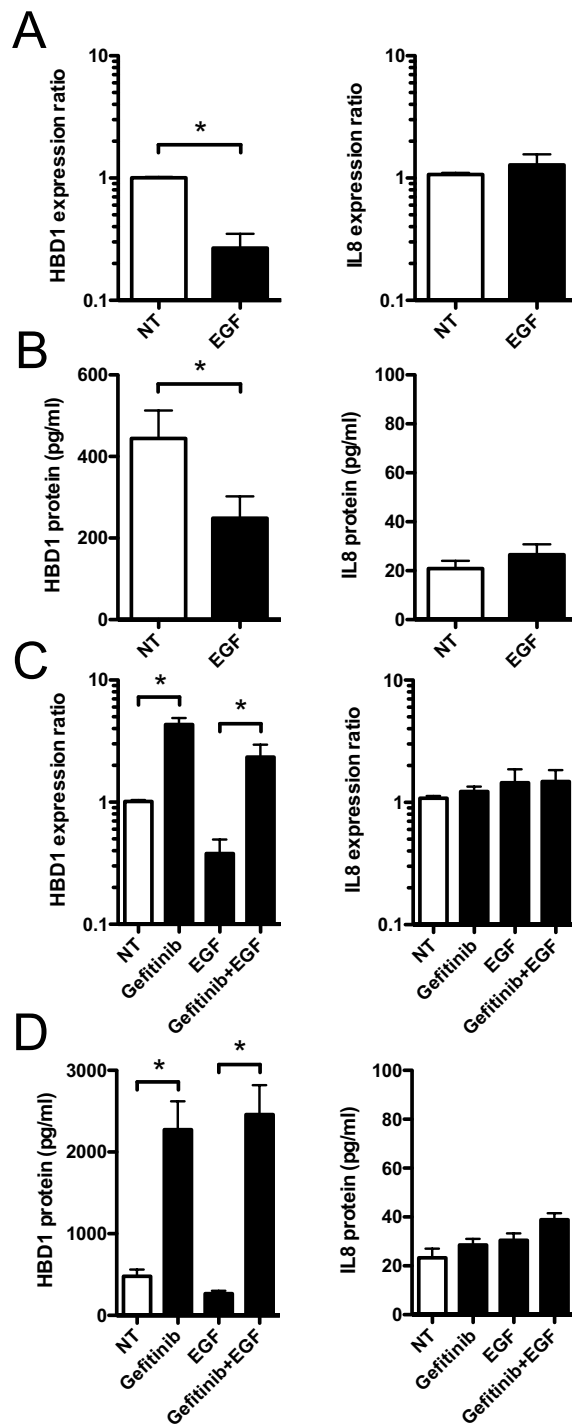 A
HBD1 expression ratio
10
1
0.1
*
NT
EGF
IL8 expression ratio
10
1
0.1
NT
EGF
B
HBD1 protein (pg/ml)
600
400
200
0
*
NT
EGF
IL8 protein (pg/ml)
100
80
60
40
20
0
NT
EGF
C
HBD1 expression ratio
10
1
0.1
*
*
NT
Gefitinib
EGF
Gefitinib+EGF
IL8 expression ratio
10
1
0.1
NT
Gefitinib
EGF
Gefitinib+EGF
D
HBD1 protein (pg/ml)
3000
2000
1000
0
*
*
NT
Gefitinib
EGF
Gefitinib+EGF
IL8 protein (pg/ml)
100
80
60
40
20
0
NT
Gefitinib
EGF
Gefitinib+EGF